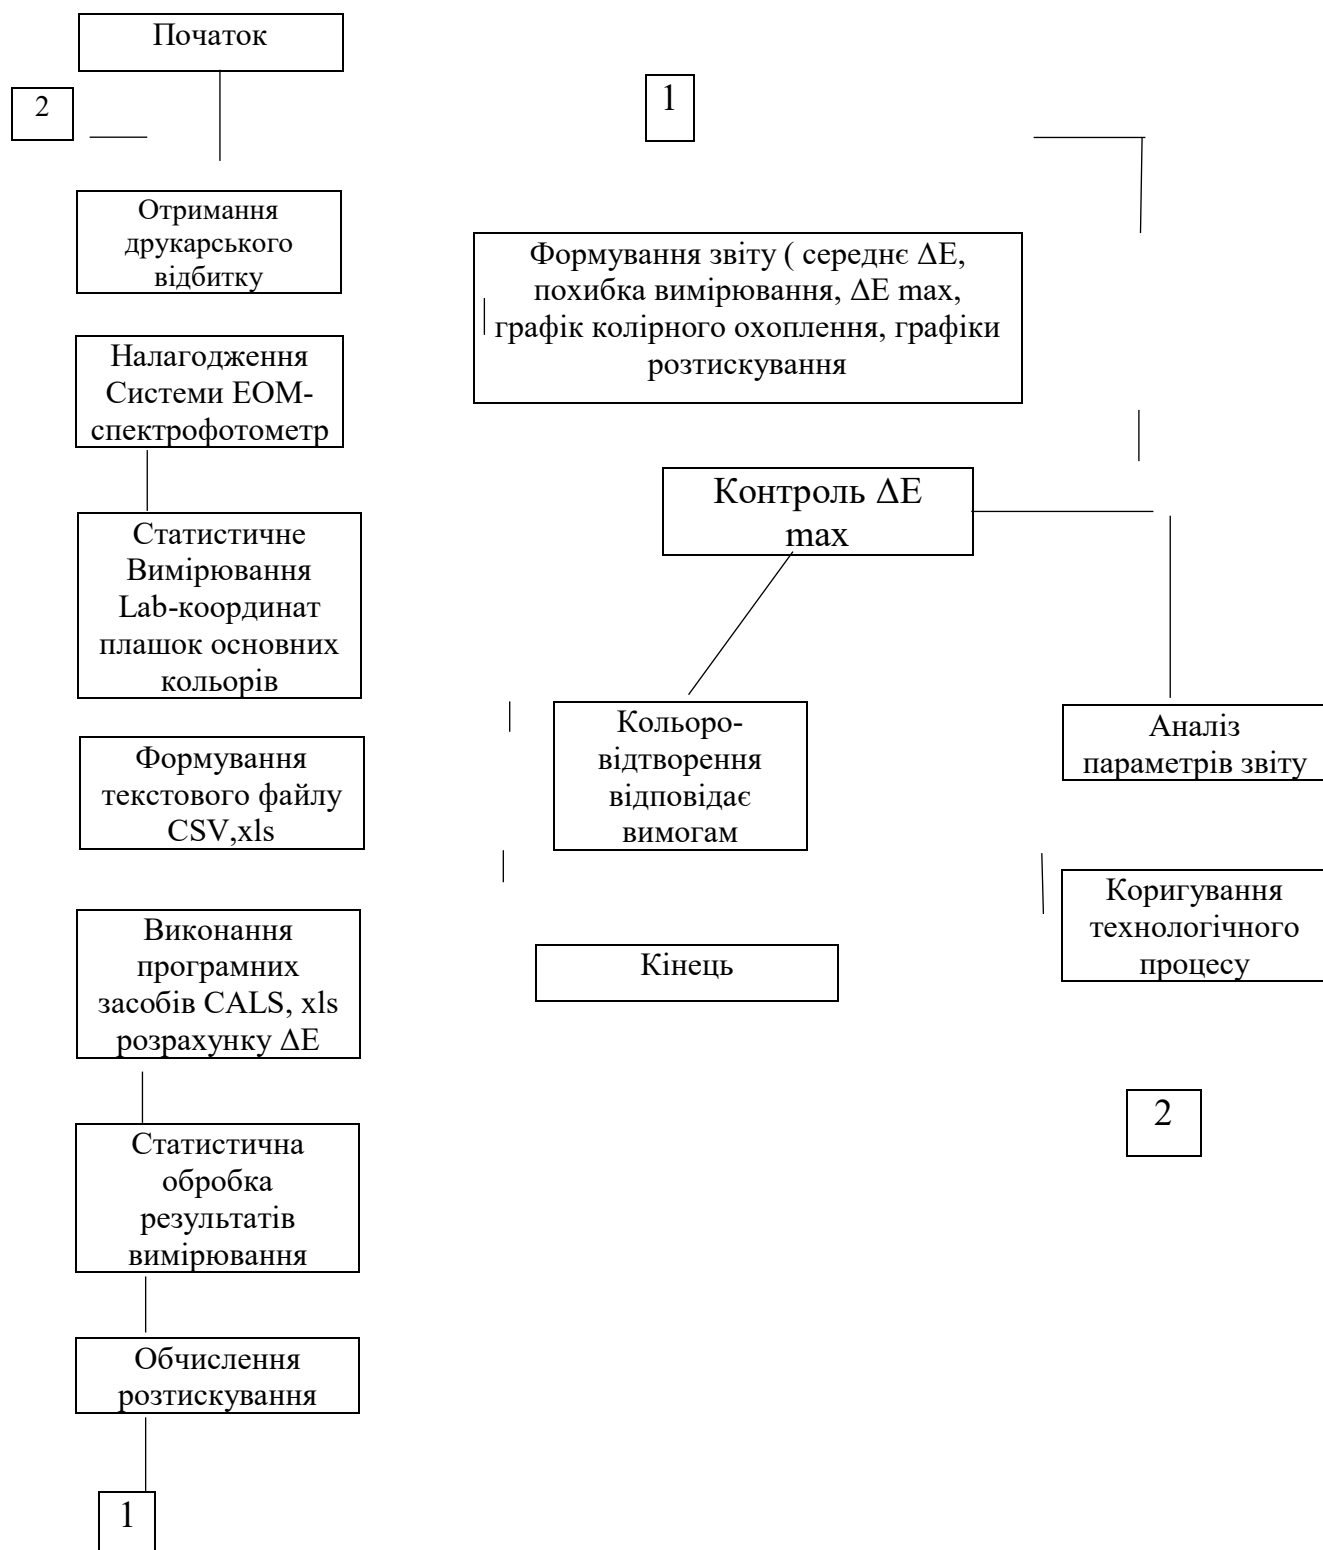 Початок
2
Отримання
друкарського
відбитку
Налагодження
Системи ЕОМ-
спектрофотометр
Статистичне
Вимірювання
Lab-координат
плашок основних
кольорів
Формування
текстового файлу
CSV,xls
Виконання
програмних
засобів CALS, xls
розрахунку ΔE
Статистична
обробка
результатів
вимірювання
Обчислення
розтискування
1
1
Формування звіту ( середнє ΔE,
похибка вимірювання, ΔE max,
графік колірного охоплення, графіки
розтискування
Контроль ΔE
max
Кольоро-
відтворення
відповідає
вимогам
Кінець
Аналіз
параметрів звіту
Коригування
технологічного
процесу
2